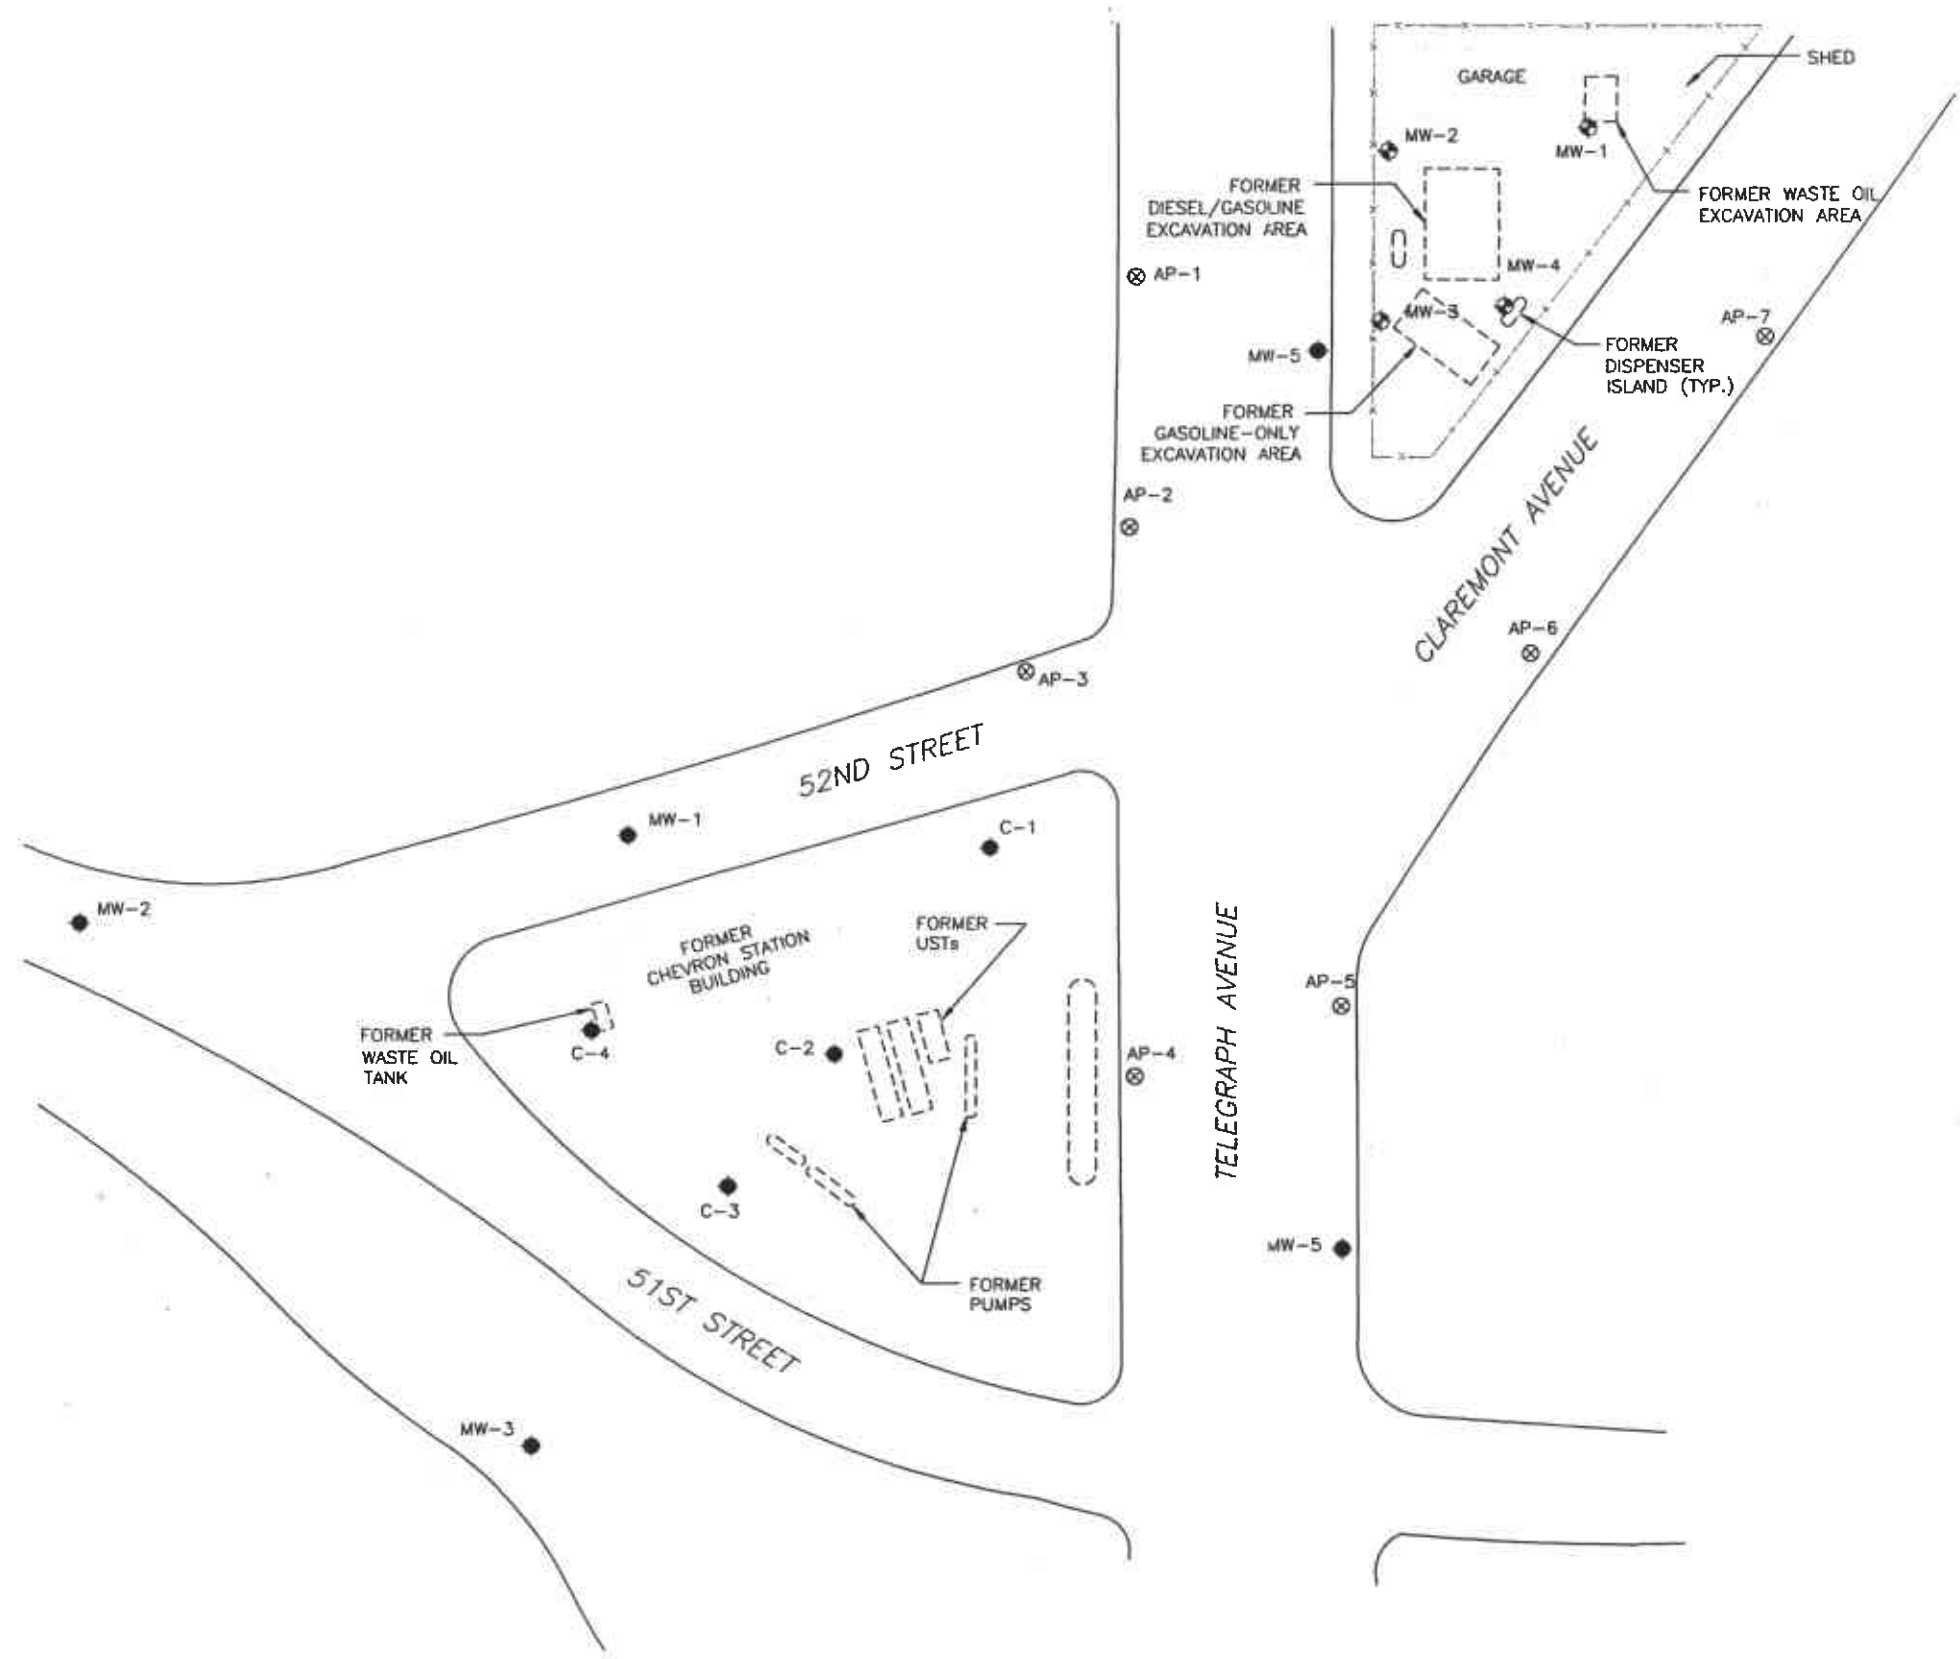 SHED
GARAGE
MW-2
MW-1
FORMER
DIESEL/GASOLINE
EXCAVATION AREA
FORMER WASTE OIL
EXCAVATION AREA
AP-1
MW-4
MW-3
AP-7
MW-5
FORMER
DISPENSER
ISLAND (TYP.)
FORMER
GASOLINE-ONLY
EXCAVATION AREA
CLAREMONT AVENUE
AP-2
AP-6
AP-3
52ND STREET
MW-1
C-1
MW-2
FORMER
CHEVRON STATION
BUILDING
FORMER
USTs
TELEGRAPH AVENUE
AP-5
FORMER
WASTE OIL
TANK
C-4
C-2
AP-4
C-3
MW-5
FORMER
PUMPS
51ST STREET
MW-3